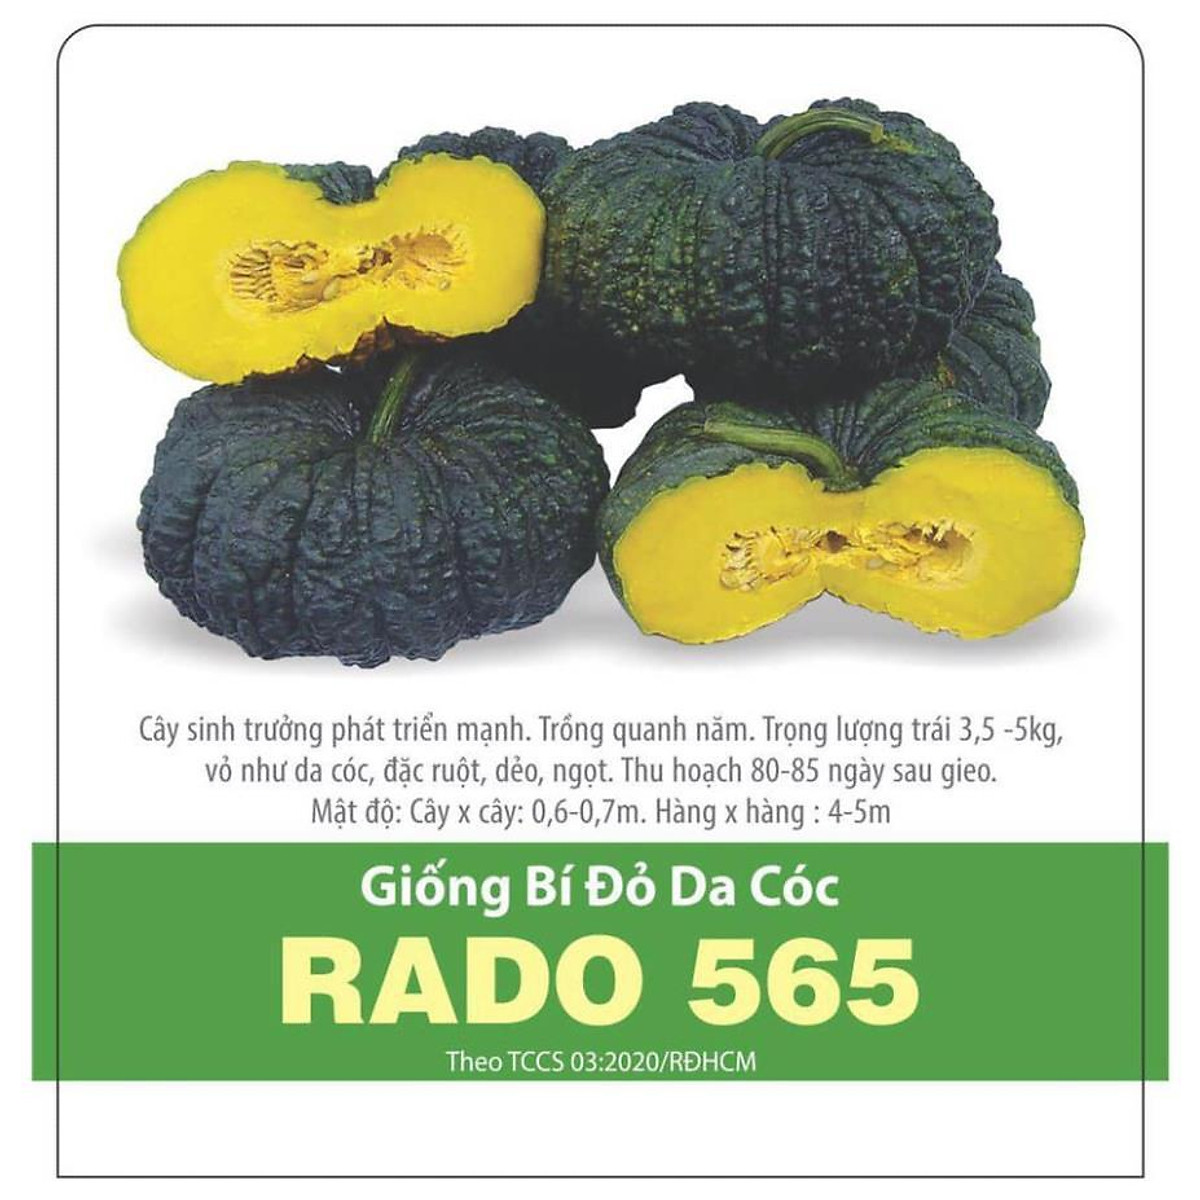 Cây sinh trưởng phát triển mạnh. Trồng quanh năm. Trọng lượng trái 3,5 -5kg,
vỏ như da cóc, đặc ruột, dẻo, ngọt. Thu hoạch 80-85 ngày sau gieo.
Mật độ: Cây x cây: 0,6-0,7m. Hàng x hàng : 4-5m
Giống Bí Đỏ Da Cóc
RADO 565
Theo TCCS 03:2020/RĐHCM